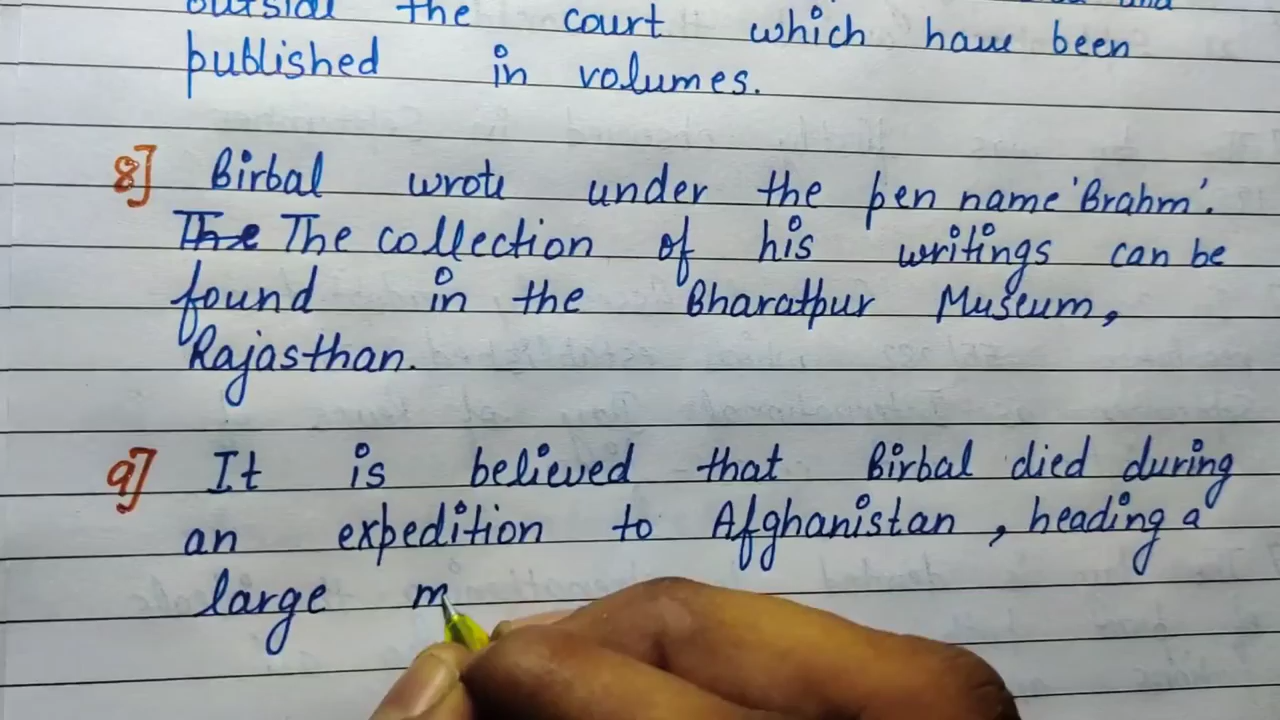 outside the court which have been
published in volumes.
8] Birbal wrote under the pen name 'Brahm'.
The The collection of his writings can be
found in the Bharatpur Museum,
Rajasthan.
9] It is believed that Birbal died during
an expedition to Afghanistan, heading a
large m